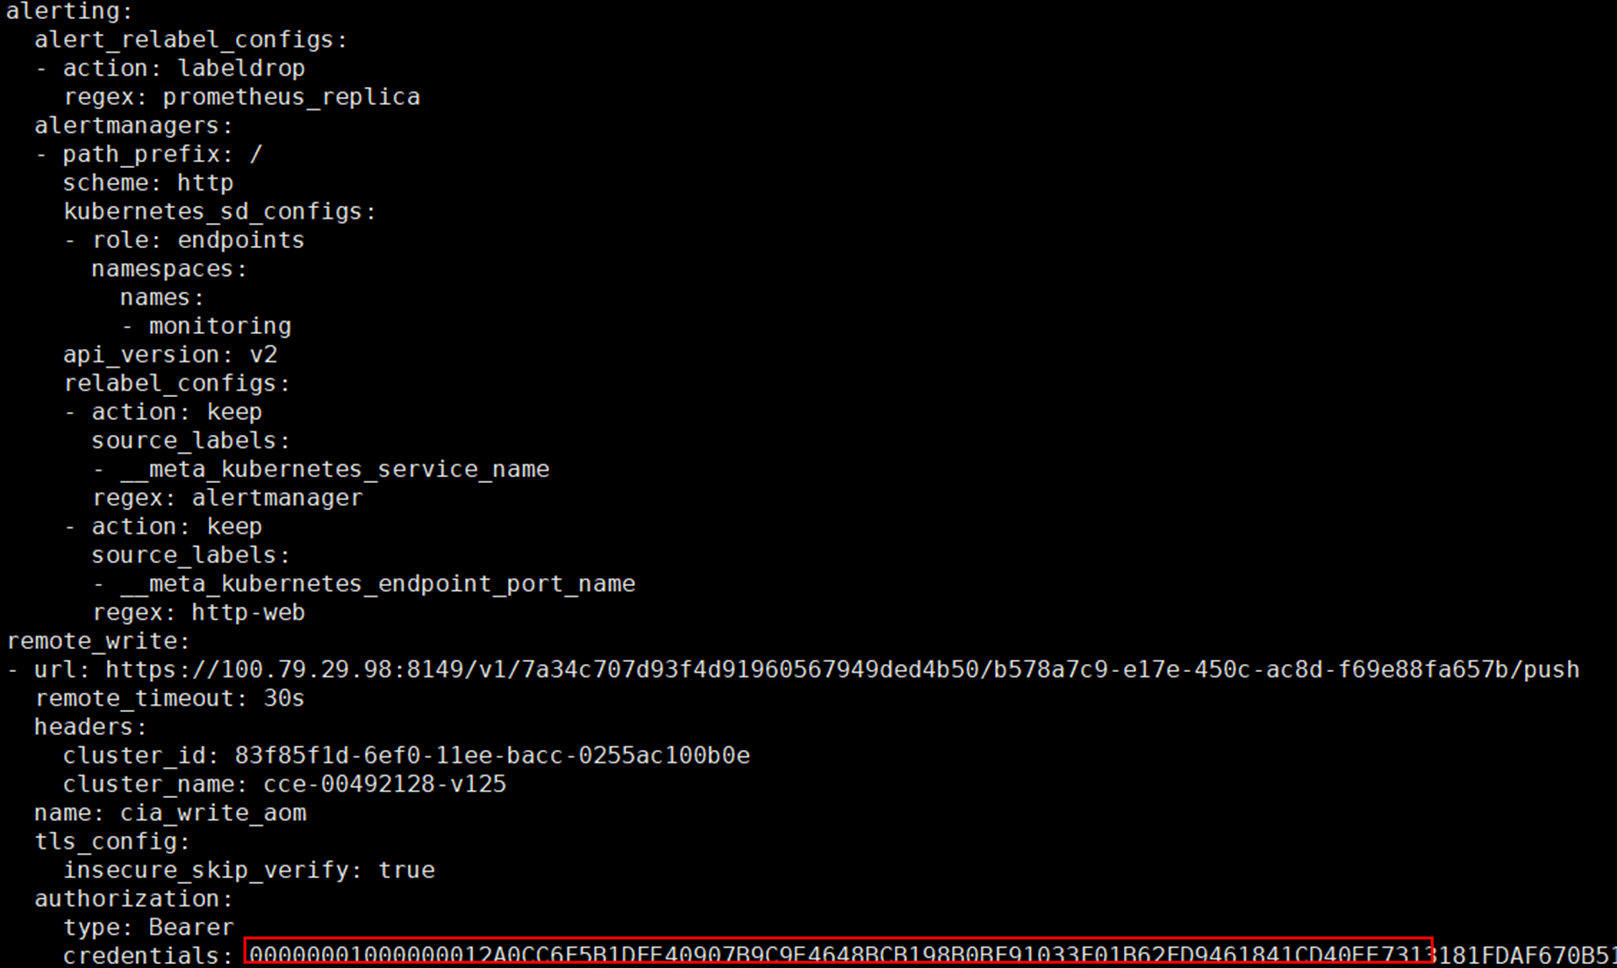 alerting:
  alert_relabel_configs:
  - action: labeldrop
    regex: prometheus_replica
  alertmanagers:
  - path_prefix: /
    scheme: http
    kubernetes_sd_configs:
    - role: endpoints
      namespaces:
        names:
        - monitoring
    api_version: v2
    relabel_configs:
    - action: keep
      source_labels:
      - __meta_kubernetes_service_name
      regex: alertmanager
    - action: keep
      source_labels:
      - __meta_kubernetes_endpoint_port_name
      regex: http-web
remote_write:
- url: https://100.79.29.98:8149/v1/7a34c707d93f4d91960567949ded4b50/b578a7c9-e17e-450c-ac8d-f69e88fa657b/push
  remote_timeout: 30s
  headers:
    cluster_id: 83f85f1d-6ef0-11ee-bacc-0255ac100b0e
    cluster_name: cce-00492128-v125
  name: cia_write_aom
  tls_config:
    insecure_skip_verify: true
  authorization:
    type: Bearer
    credentials: